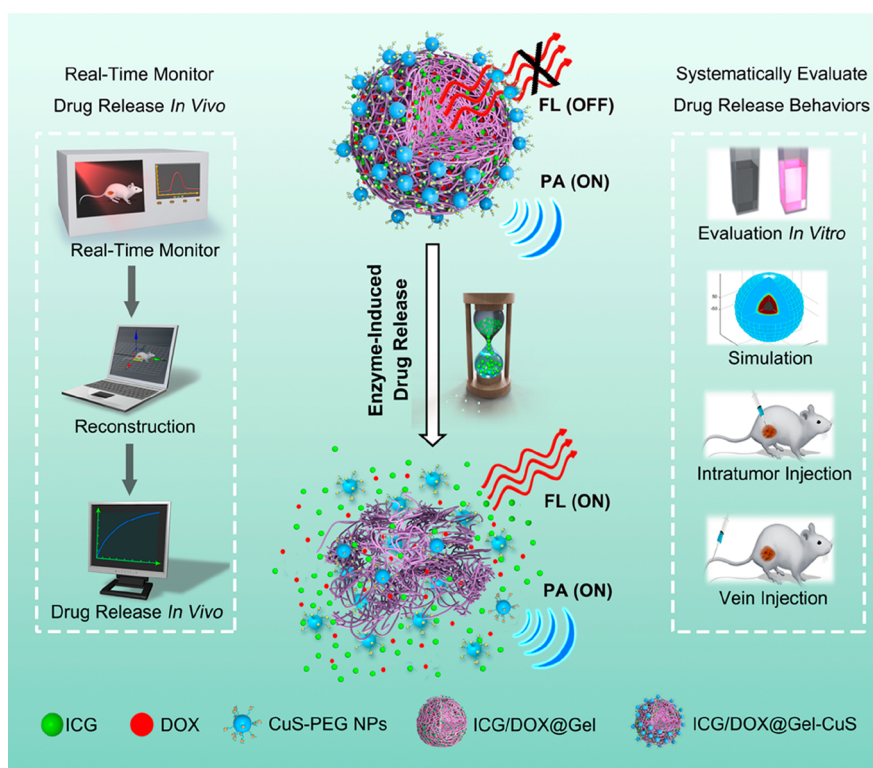 Real-Time Monitor
Drug Release In Vivo
Real-Time Monitor
Reconstruction
Drug Release In Vivo
FL (OFF)
PA (ON)
Enzyme-Induced
Drug Release
FL (ON)
PA (ON)
Systematically Evaluate
Drug Release Behaviors
Evaluation In Vitro
Simulation
Intratumor Injection
Vein Injection
ICG
DOX
CuS-PEG NPs
ICG/DOX@Gel
ICG/DOX@Gel-CuS